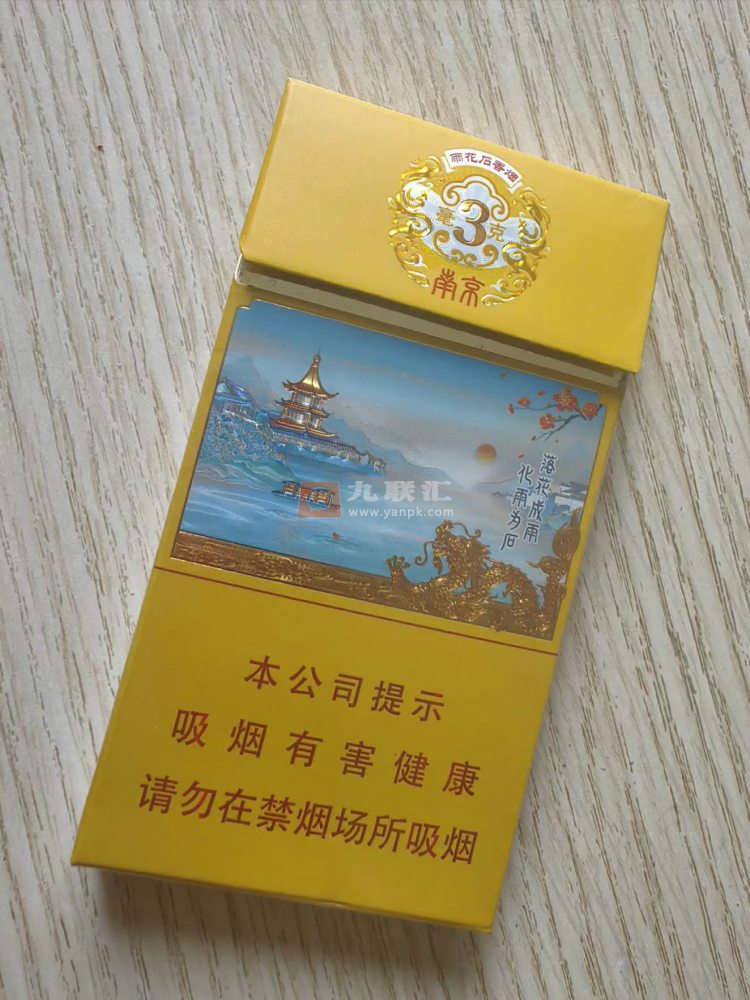 雨花石香烟
毫3克
南京
落花成雨
化雨为石
九联汇
www.yanpk.com
本公司提示
吸烟有害健康
请勿在禁烟场所吸烟